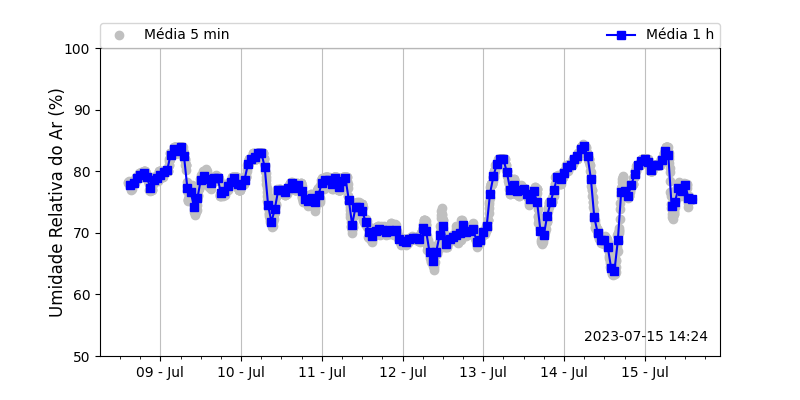 Média 5 min Média 1 h
Umidade Relativa do Ar (%)
100
90
80
70
60
50
2023-07-15 14:24
09 - Jul 10 - Jul 11 - Jul 12 - Jul 13 - Jul 14 - Jul 15 - Jul